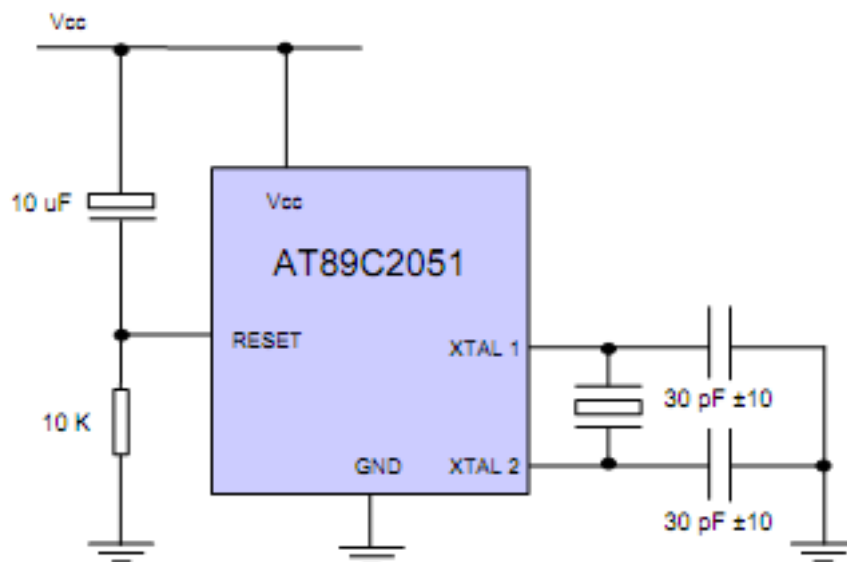 Vcc
10 uF
Vcc
AT89C2051
RESET
XTAL 1
30 pF ±10
10 K
GND
XTAL 2
30 pF ±10